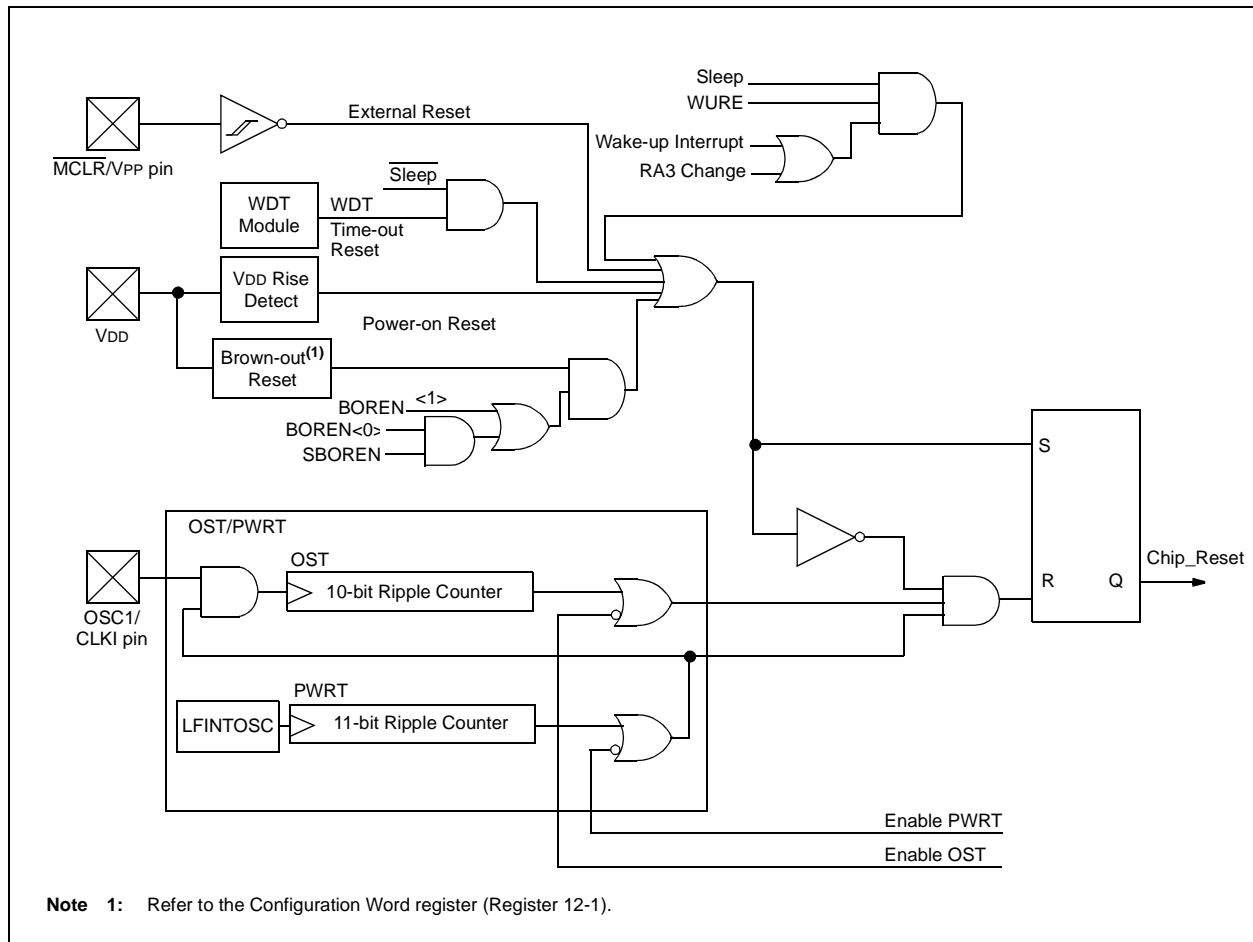 Sleep
WURE
Wake-up Interrupt
RA3 Change
External Reset
MCLR/VPP pin
Sleep
WDT
Module
WDT
Time-out
Reset
VDD
VDD Rise
Detect
Power-on Reset
Brown-out(1)
Reset
BOREN <1>
BOREN<0>
SBOREN
S
R
Q
Chip_Reset
OST/PWRT
OST
10-bit Ripple Counter
OSC1/
CLKI pin
PWRT
LFINTOSC
11-bit Ripple Counter
Enable PWRT
Enable OST
Note 1: Refer to the Configuration Word register (Register 12-1).